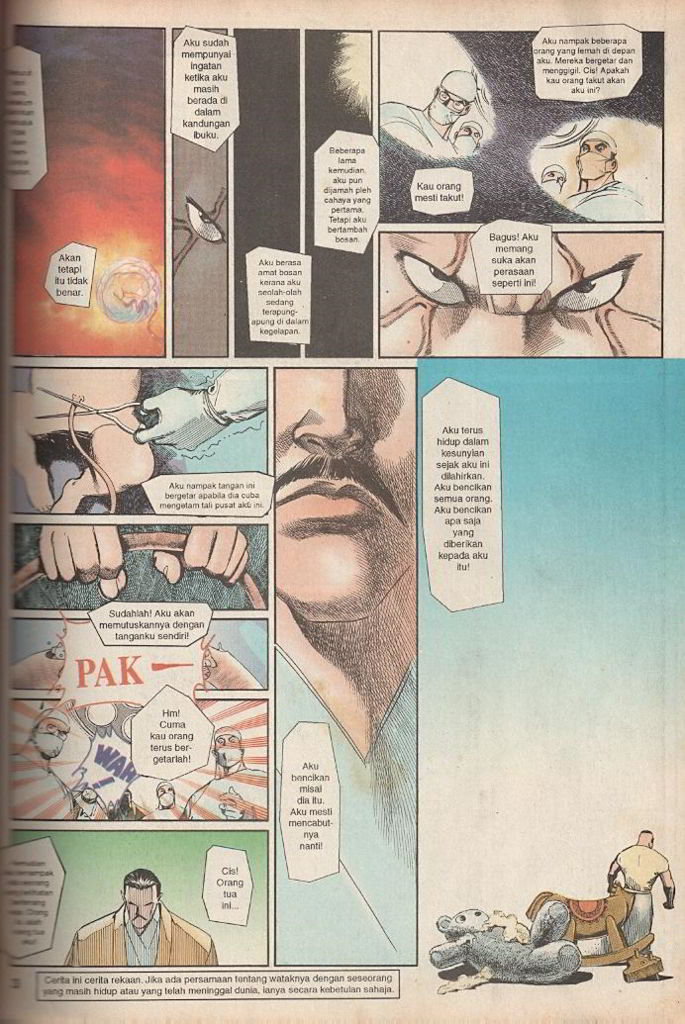 Akan
tetapi
itu tidak
benar.
Aku sudah
mempunyai
ingatan
ketika aku
masih
berada di
dalam
kandungan
ibuku.
Aku berasa
amat bosan
kerana aku
seolah-olah
sedang
terapung-
apung di dalam
kegelapan.
Beberapa
lama
kemudian,
aku pun
dijamah pleh
cahaya yang
pertama.
Tetapi aku
bertambah
bosan.
Aku nampak beberapa
orang yang lemah di depan
aku. Mereka bergetar dan
menggigil. Cis! Apakah
kau orang takut akan
aku ini?
Kau orang
mesti takut!
Bagus! Aku
memang
suka akan
perasaan
seperti ini!
Aku nampak tangan ini
bergetar apabila dia cuba
mengetam tali pusat aku ini.
Sudahlah! Aku akan
memutuskannya dengan
tanganku sendiri!
PAK
Hm!
Cuma
kau orang
terus ber-
getarlah!
WAH
Cis!
Orang
tua
ini...
Aku
bencikan
misai
dia itu.
Aku mesti
mencabut-
nya
nanti!
Aku terus
hidup dalam
kesunyian
sejak aku ini
dilahirkan.
Aku bencikan
semua orang.
Aku bencikan
apa saja
yang
diberikan
kepada aku
itu!
Cerita ini cerita rekaan. Jika ada persamaan tentang wataknya dengan seseorang
yang masih hidup atau yang telah meninggal dunia, ianya secara kebetulan sahaja.